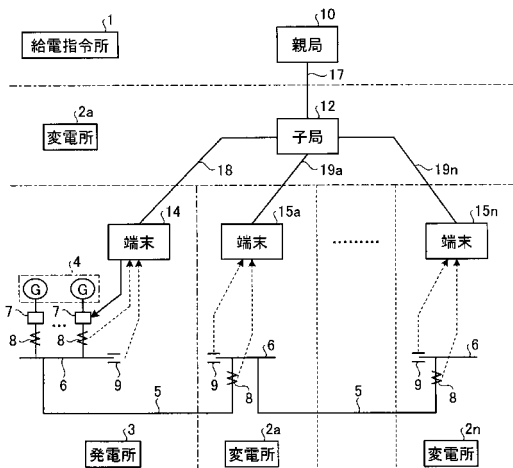 1
給電指令所
10
親局
17
2a
変電所
12
子局
18
19a
19n
14
端末
15a
端末
………
15n
端末
4
G
G
7
…
7
8
8
6
9
6
9
8
6
9
8
5
5
3
発電所
2a
変電所
2n
変電所